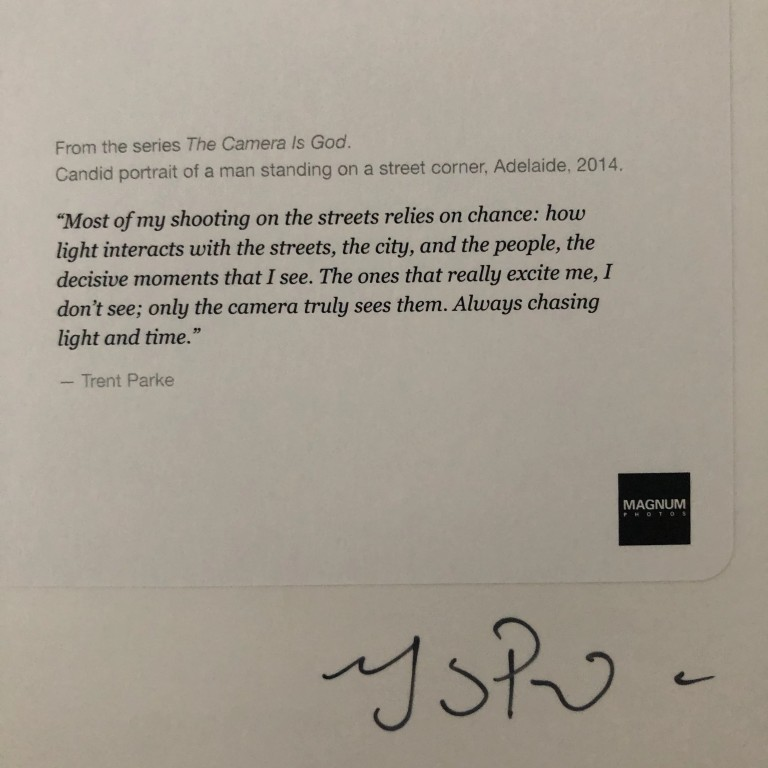 From the series The Camera Is God.
Candid portrait of a man standing on a street corner, Adelaide, 2014.
“Most of my shooting on the streets relies on chance: how
light interacts with the streets, the city, and the people, the
decisive moments that I see. The ones that really excite me, I
don’t see; only the camera truly sees them. Always chasing
light and time.”
— Trent Parke
MAGNUM
PHOTOS